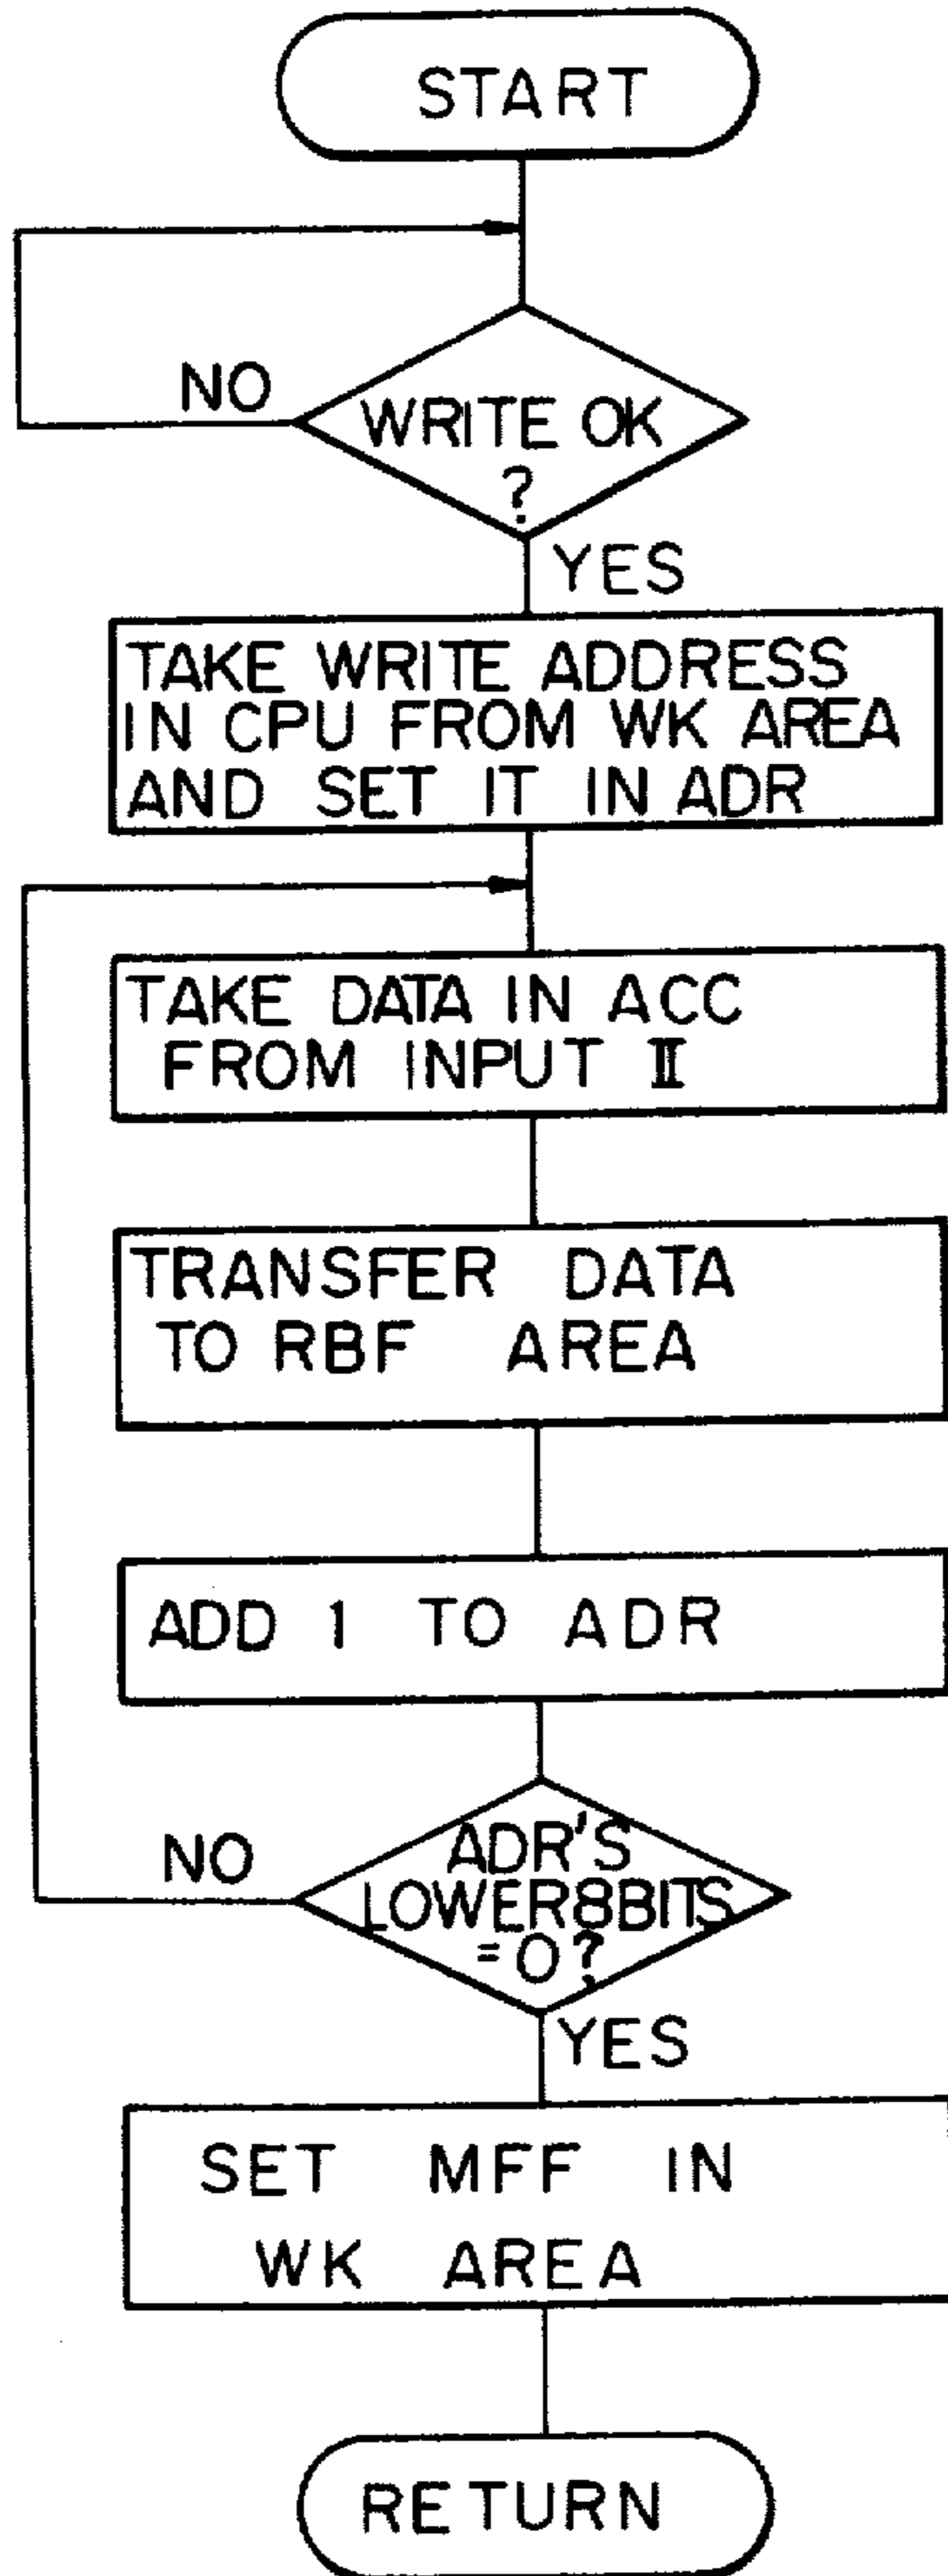 START
NO
WRITE OK
?
YES
TAKE WRITE ADDRESS
IN CPU FROM WK AREA
AND SET IT IN ADR
TAKE DATA IN ACC
FROM INPUT II
TRANSFER DATA
TO RBF AREA
ADD 1 TO ADR
NO
ADR'S
LOWER8BITS
=0?
YES
SET MFF IN
WK AREA
RETURN